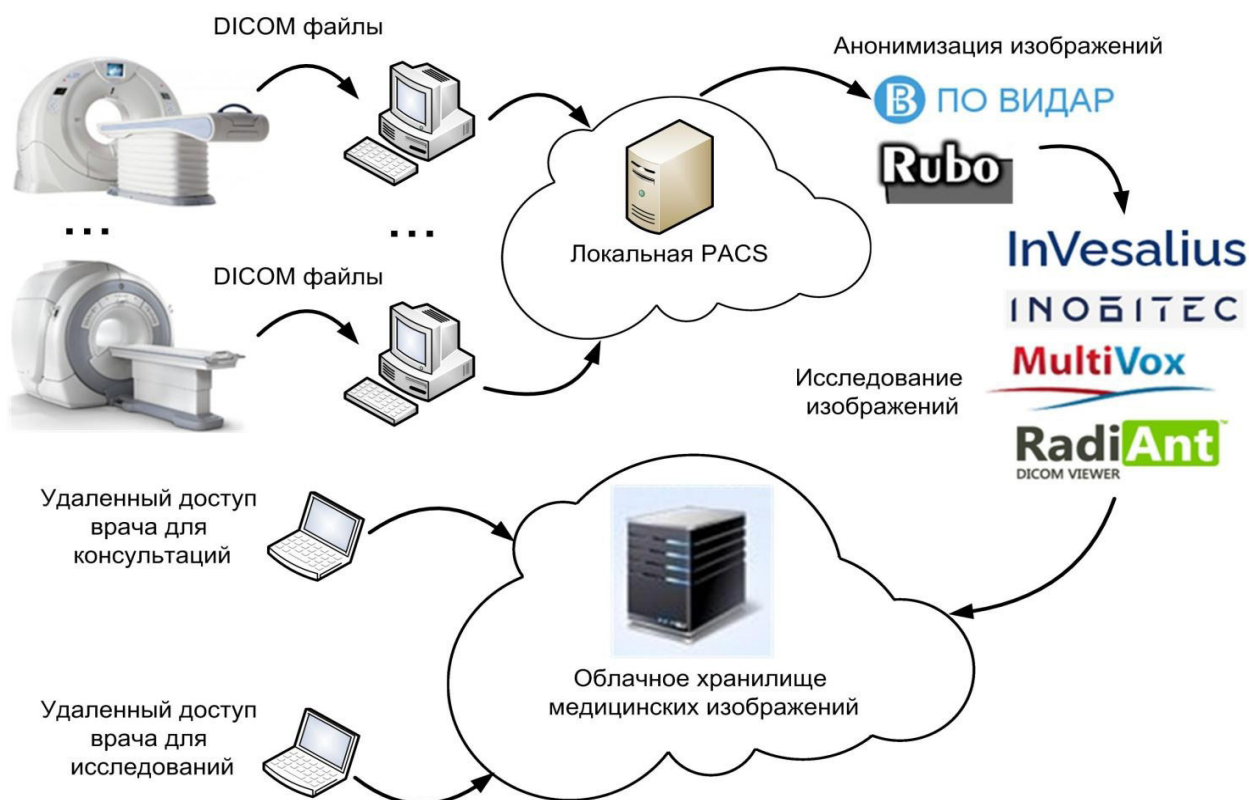 DICOM файлы
Анонимизация изображений
ПО ВИДАР
Rubo
Локальная PACS
...
...
DICOM файлы
InVesalius
INOBITEC
MultiVox
RadiAnt™
DICOM VIEWER
Исследование
изображений
Удаленный доступ
врача для
консультаций
Облачное хранилище
медицинских изображений
Удаленный доступ
врача для
исследований